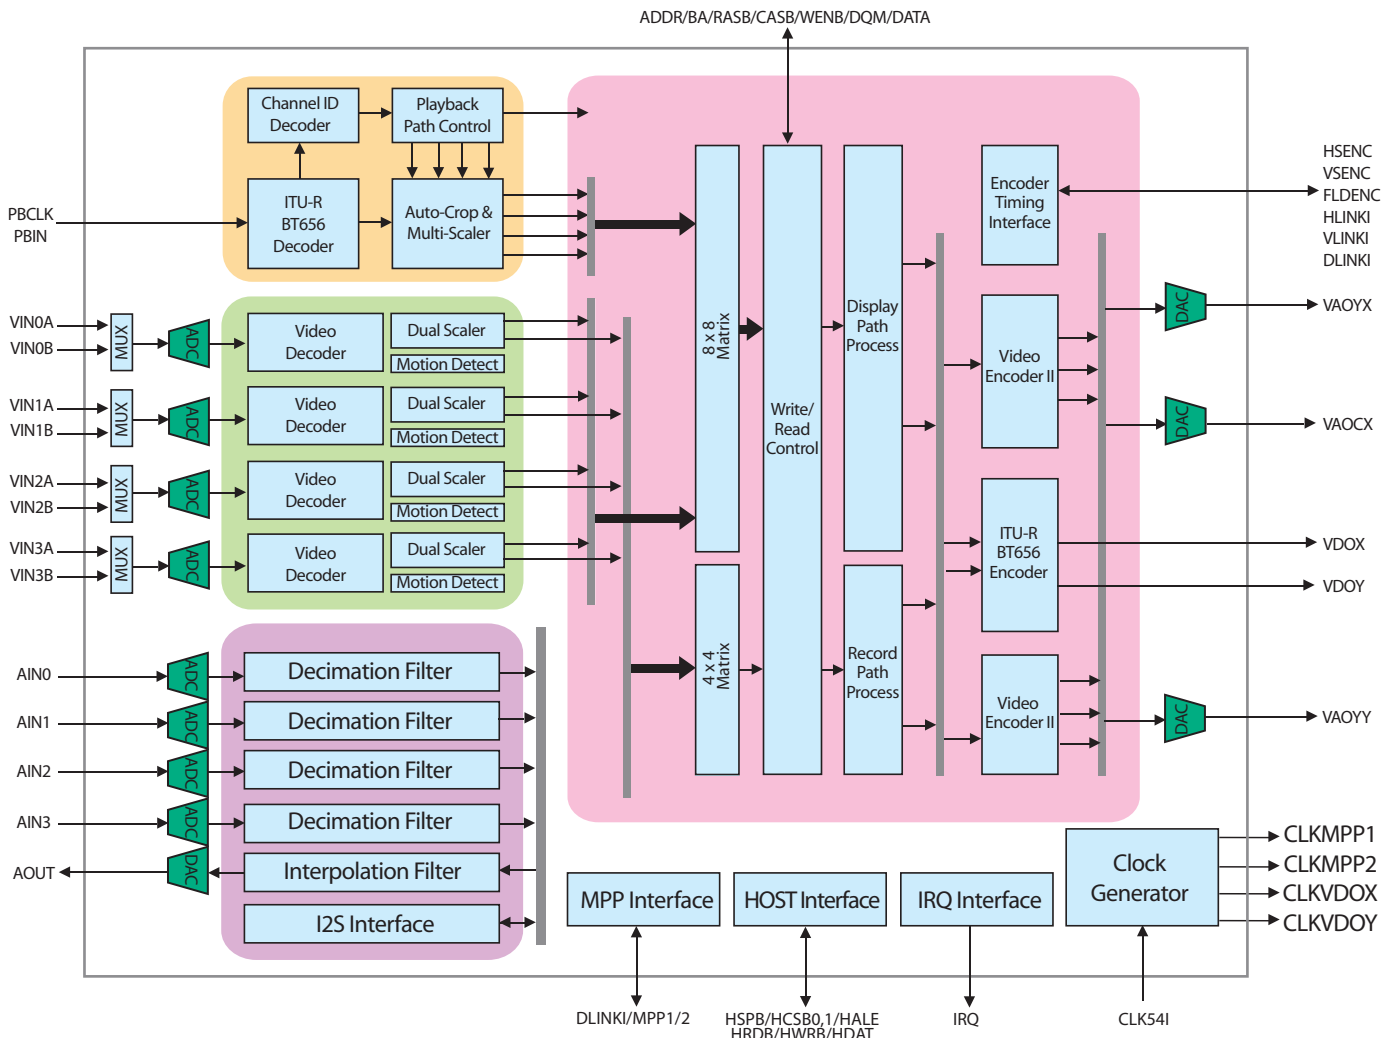 ADDR/BA/RASB/CASB/WENB/DQM/DATA
Channel ID
Decoder
Playback
Path Control
ITU-R
BT656
Decoder
Auto-Crop &
Multi-Scaler
PBCLK
PBIN
VIN0A
VIN0B
MUX
ADC
Video
Decoder
Dual Scaler
Motion Detect
VIN1A
VIN1B
MUX
ADC
Video
Decoder
Dual Scaler
Motion Detect
VIN2A
VIN2B
MUX
ADC
Video
Decoder
Dual Scaler
Motion Detect
VIN3A
VIN3B
MUX
ADC
Video
Decoder
Dual Scaler
Motion Detect
AIN0
ADC
Decimation Filter
AIN1
ADC
Decimation Filter
AIN2
ADC
Decimation Filter
AIN3
ADC
Decimation Filter
AOUT
DAC
Interpolation Filter
I2S Interface
8 x 8
Matrix
4 x 4
Matrix
Write/
Read
Control
Display
Path
Process
Record
Path
Process
Encoder
Timing
Interface
Video
Encoder II
ITU-R
BT656
Encoder
Video
Encoder II
HSENC
VSENC
FLDENC
HLINKI
VLINKI
DLINKI
DAC
VAOYX
DAC
VAOCX
VDOX
VDOY
DAC
VAOYY
MPP Interface
HOST Interface
IRQ Interface
Clock
Generator
CLKMPP1
CLKMPP2
CLKVDOX
CLKVDOY
DLINKI/MPP1/2
HSPB/HCSB0,1/HALE
HRDB/HWRB/HDAT
IRQ
CLK54I